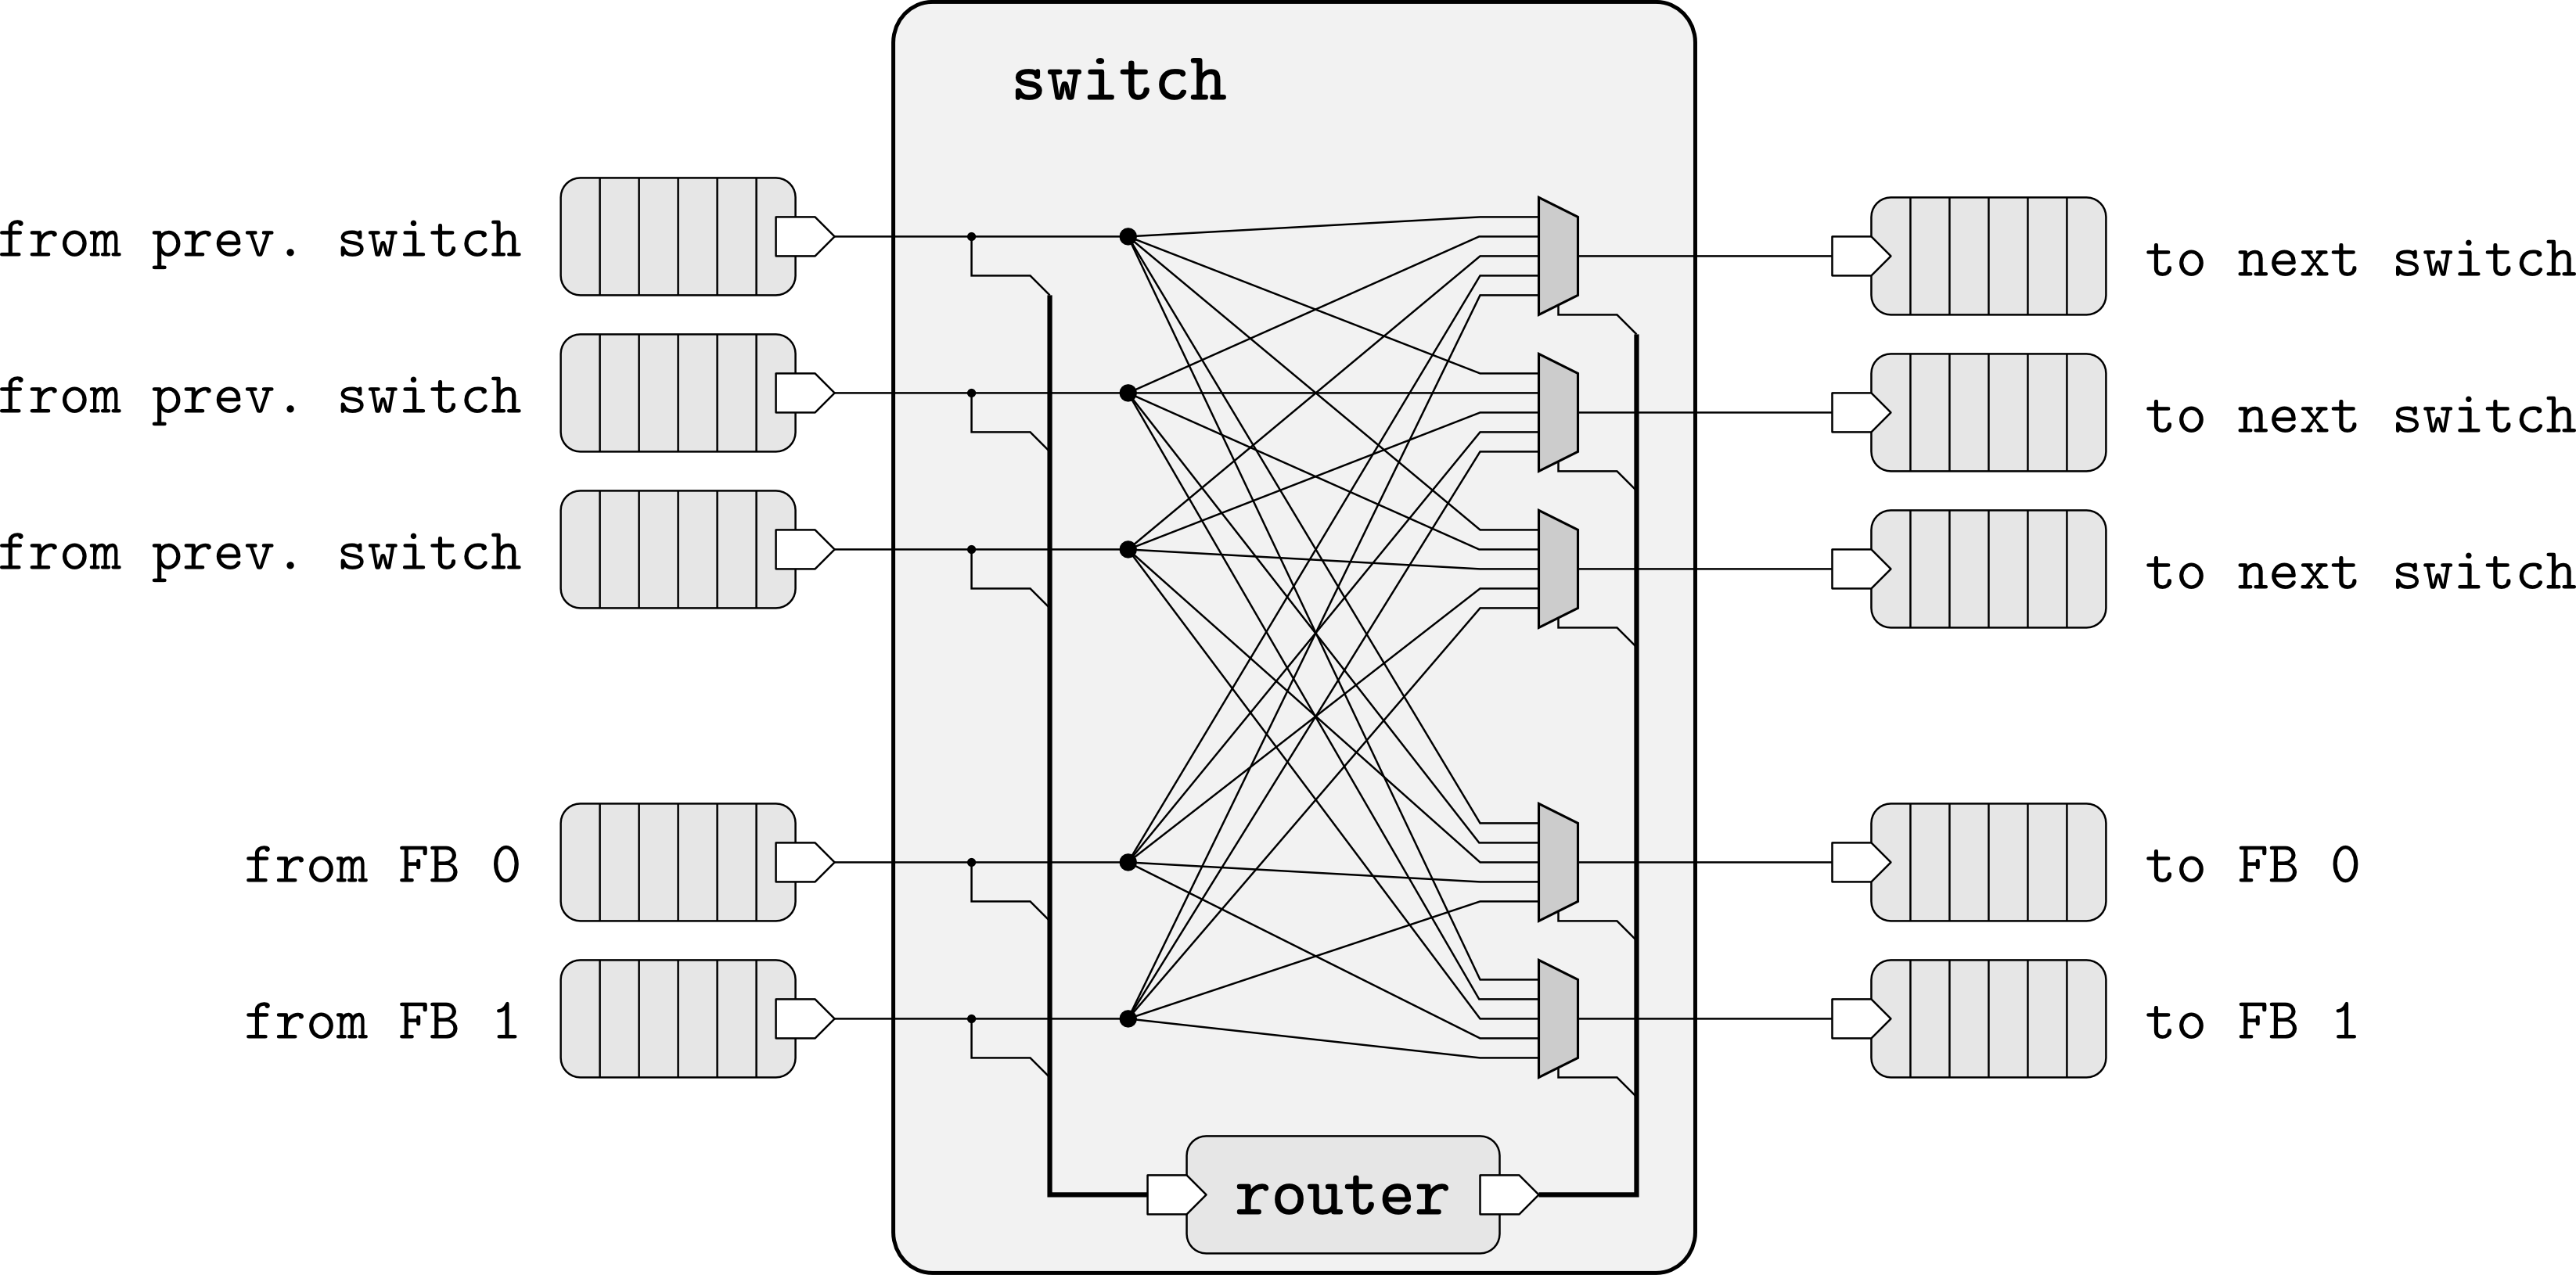 switch
from prev. switch
to next switch
from prev. switch
to next switch
from prev. switch
to next switch
from FB 0
to FB 0
from FB 1
to FB 1
router